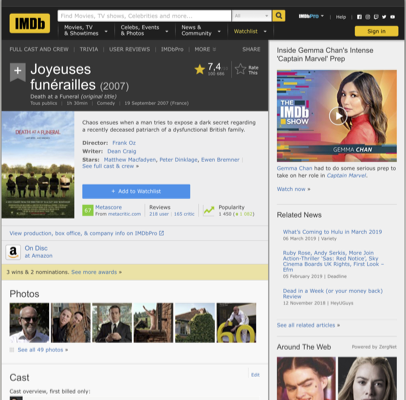 IMDb
Find Movies, TV shows, Celebrities and more...
All
IMDbPro
Help
Movies, TV
& Showtimes
Celebs, Events
& Photos
News &
Community
Watchlist
Sign in
FULL CAST AND CREW | TRIVIA | USER REVIEWS | IMDbPro | MORE
SHARE
Joyeuses
funérailles (2007)
7,4
Rate
This
Death at a Funeral (original title)
Tous publics | 1h 30min | Comedy | 19 September 2007 (France)
DEATH AT A FUNERAL
Chaos ensues when a man tries to expose a dark secret regarding
a recently deceased patriarch of a dysfunctional British family.
Director: Frank Oz
Writer: Dean Craig
Stars: Matthew Macfadyen, Peter Dinklage, Ewen Bremner |
See full cast & crew »
+ Add to Watchlist
Metascore
From metacritic.com
Reviews
218 user | 165 critic
Popularity
View production, box office, & company info on IMDbPro
On Disc
at Amazon
3 wins & 2 nominations. See more awards »
Photos
60
See all 49 photos »
Cast
Edit
Cast overview, first billed only:
Inside Gemma Chan's Intense
'Captain Marvel' Prep
THE
IMDb
SHOW
GEMMA CHAN
Gemma Chan had to do some serious prep to
take on her role in Captain Marvel.
Watch now »
Related News
What's Coming to Hulu in March 2019
06 March 2019 | Variety
Ruby Rose, Andy Serkis, More Join
Action-Thriller 'Sas: Red Notice', Sky
Cinema Boards UK Rights, First Look –
Efm
05 February 2019 | Deadline
Dead in a Week (or your money back)
Review
12 November 2018 | HeyUGuys
See all related articles »
Around The Web
Powered by ZergNet